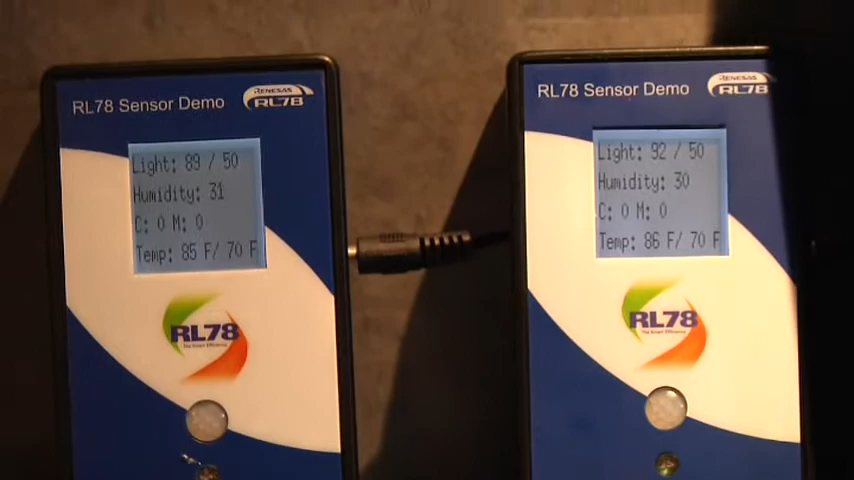 RL78 Sensor Demo
RENESAS
RL78
Light: 89 / 50
Humidity: 31
C: 0 M: 0
Temp: 85 F/ 70 F
RL78
RL78 Sensor Demo
RENESAS
RL78
Light: 92 / 50
Humidity: 30
C: 0 M: 0
Temp: 86 F/ 70 F
RL78